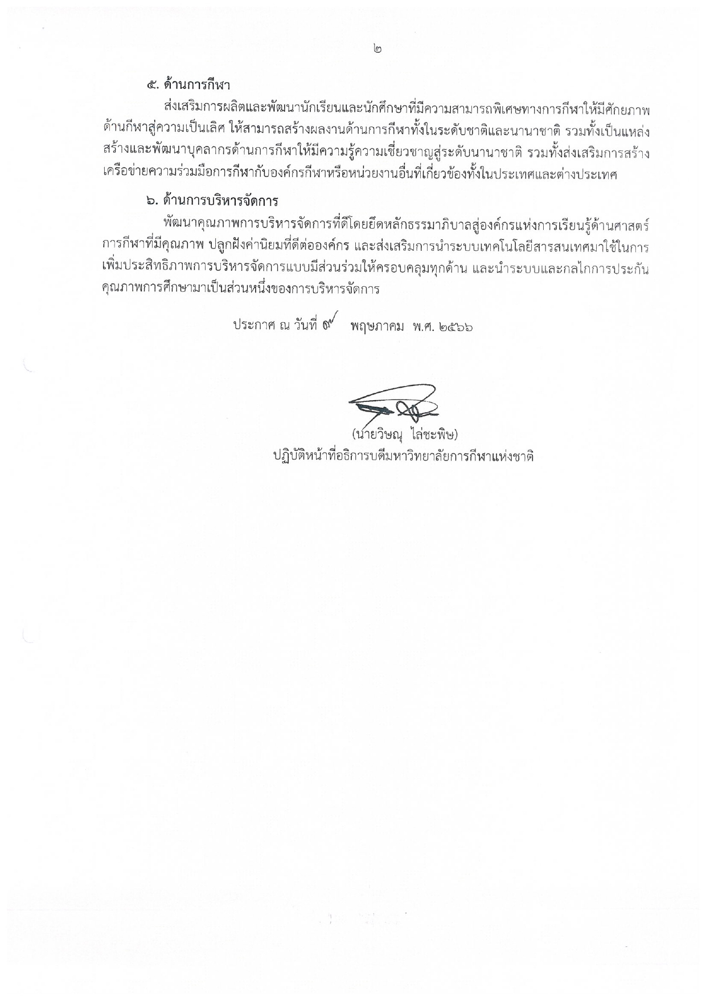 ๒
๕. ด้านการกีฬา
ส่งเสริมการผลิตและพัฒนานักเรียนและนักศึกษาที่มีความสามารถพิเศษทางการกีฬาให้มีศักยภาพ
ด้านกีฬาสู่ความเป็นเลิศ ให้สามารถสร้างผลงานด้านการกีฬาทั้งในระดับชาติและนานาชาติ รวมทั้งเป็นแหล่ง
สร้างและพัฒนาบุคลากรด้านการกีฬาให้มีความรู้ความเชี่ยวชาญสู่ระดับนานาชาติ รวมทั้งส่งเสริมการสร้าง
เครือข่ายความร่วมมือการกีฬากับองค์กรกีฬาหรือหน่วยงานอื่นที่เกี่ยวข้องทั้งในประเทศและต่างประเทศ
๖. ด้านการบริหารจัดการ
พัฒนาคุณภาพการบริหารจัดการที่ดีโดยยึดหลักธรรมาภิบาลสู่องค์กรแห่งการเรียนรู้ด้านศาสตร์
การกีฬาที่มีคุณภาพ ปลูกฝังค่านิยมที่ดีต่อองค์กร และส่งเสริมการนำระบบเทคโนโลยีสารสนเทศมาใช้ในการ
เพิ่มประสิทธิภาพการบริหารจัดการแบบมีส่วนร่วมให้ครอบคลุมทุกด้าน และนำระบบและกลไกการประกัน
คุณภาพการศึกษามาเป็นส่วนหนึ่งของการบริหารจัดการ
ประกาศ ณ วันที่ ๙ พฤษภาคม พ.ศ. ๒๕๖๖
(นายวิษณุ ไล่ชะพิษ)
ปฏิบัติหน้าที่อธิการบดีมหาวิทยาลัยการกีฬาแห่งชาติ